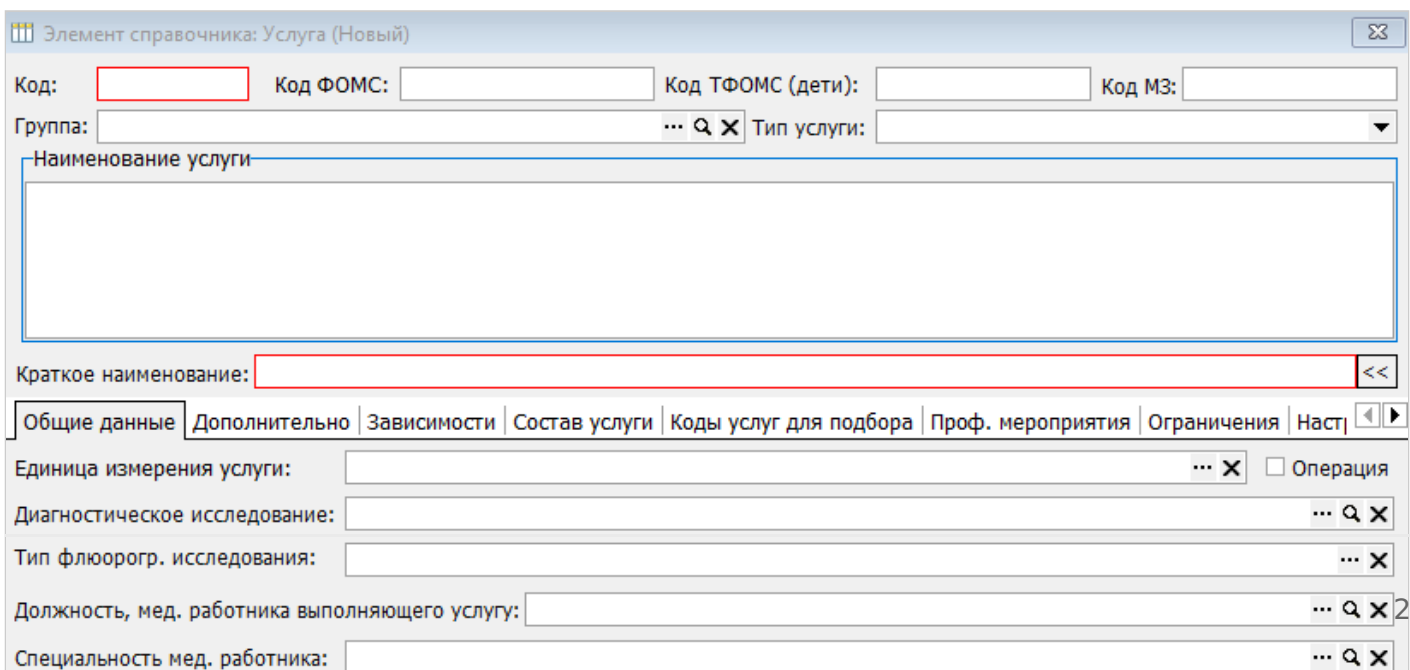 Элемент справочника: Услуга (Новый)
Код: Код ФОМС: Код ТФОМС (дети): Код МЗ:
Группа: Тип услуги:
Наименование услуги
Краткое наименование: <<
Общие данные Дополнительно Зависимости Состав услуги Коды услуг для подбора Проф. мероприятия Ограничения Наст
Единица измерения услуги: Операция
Диагностическое исследование:
Тип флюорогр. исследования:
Должность, мед. работника выполняющего услугу: 2
Специальность мед. работника: